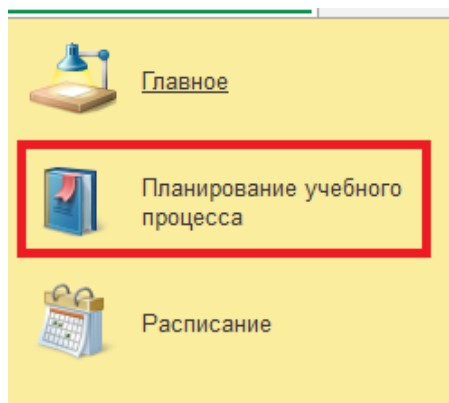 Главное
Планирование учебного
процесса
Расписание